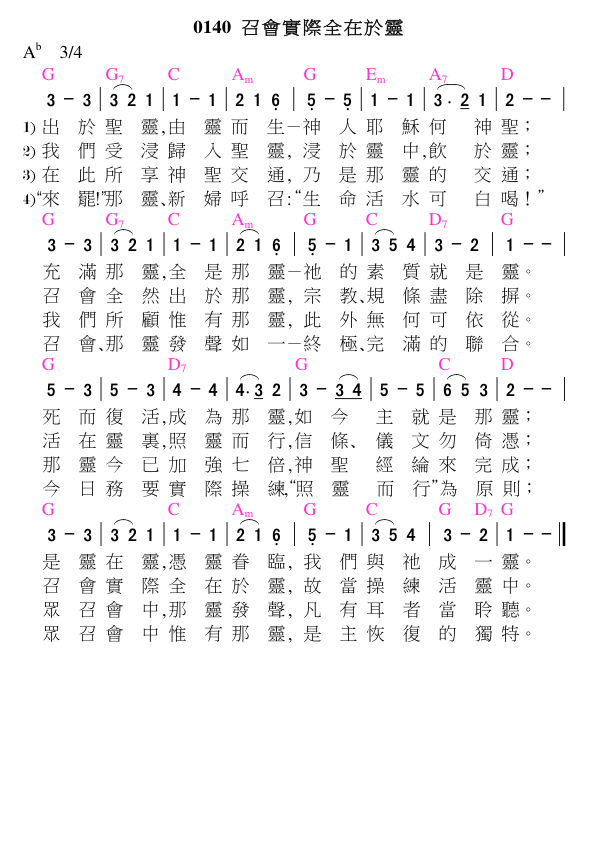 0140 召會實際全在於靈
A♭ 3/4
G G7 C Am G Em A7 D
3 - 3 | 3 2 1 | 1 - 1 | 2 1 6̣ | 5̣ - 5̣ | 1 - 1 | 3· 2 1 | 2 - - |
1) 出 於 聖 靈,由 靈 而 生－神 人 耶 穌 何 神 聖；
2) 我 們 受 浸 歸 入 聖 靈, 浸 於 靈 中,飲 於 靈；
3) 在 此 所 享 神 聖 交 通, 乃 是 那 靈 的 交 通；
4)“來 罷!”那 靈、新 婦 呼 召:“生 命 活 水 可 白 喝！”
G G7 C Am G C D7 G
3 - 3 | 3 2 1 | 1 - 1 | 2 1 6̣ | 5̣ - 1 | 3 5 4 | 3 - 2 | 1 - - |
充 滿 那 靈,全 是 那 靈－祂 的 素 質 就 是 靈。
召 會 全 然 出 於 那 靈, 宗 教、規 條 盡 除 摒。
我 們 所 顧 惟 有 那 靈, 此 外 無 何 可 依 從。
召 會、那 靈 發 聲 如 一－終 極、完 滿 的 聯 合。
G D7 G C D
5 - 3 | 5 - 3 | 4 - 4 | 4· 3 2 | 3 - 3 4 | 5 - 5 | 6 5 3 | 2 - - |
死 而 復 活,成 為 那 靈,如 今 主 就 是 那 靈；
活 在 靈 裏,照 靈 而 行,信 條、儀 文 勿 倚 憑；
那 靈 今 已 加 強 七 倍,神 聖 經 綸 來 完 成；
今 日 務 要 實 際 操 練,“照 靈 而 行”為 原 則；
G C Am G C G D7 G
3 - 3 | 3 2 1 | 1 - 1 | 2 1 6̣ | 5̣ - 1 | 3 5 4 | 3 - 2 | 1 - - ‖
是 靈 在 靈,憑 靈 眷 臨, 我 們 與 祂 成 一 靈。
召 會 實 際 全 在 於 靈, 故 當 操 練 活 靈 中。
眾 召 會 中,那 靈 發 聲, 凡 有 耳 者 當 聆 聽。
眾 召 會 中 惟 有 那 靈, 是 主 恢 復 的 獨 特。